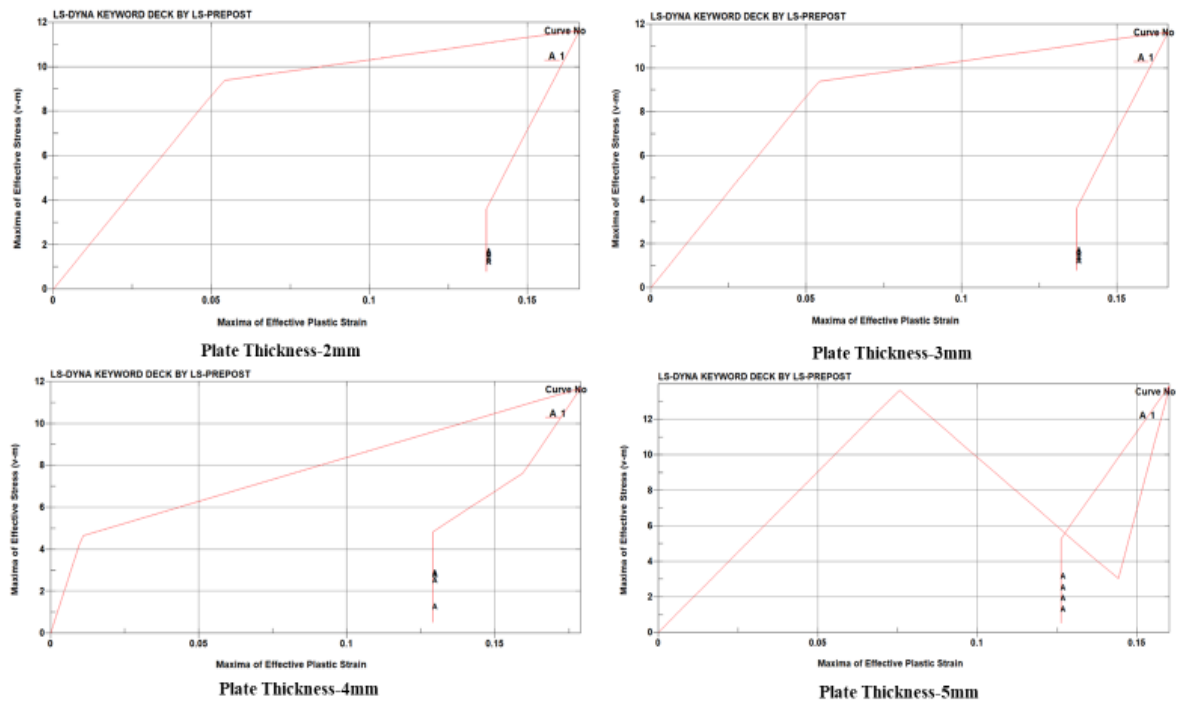 LS-DYNA KEYWORD DECK BY LS-PREPOST
12
10
8
6
4
2
0
Maxima of Effective Stress (v-m)
Curve No
A 1
A
A
0
0.05
0.1
0.15
Maxima of Effective Plastic Strain
Plate Thickness-2mm
LS-DYNA KEYWORD DECK BY LS-PREPOST
12
10
8
6
4
2
0
Maxima of Effective Stress (v-m)
Curve No
A 1
A
A
0
0.05
0.1
0.15
Maxima of Effective Plastic Strain
Plate Thickness-3mm
LS-DYNA KEYWORD DECK BY LS-PREPOST
12
10
8
6
4
2
0
Maxima of Effective Stress (v-m)
Curve No
A 1
A
A
A
0
0.05
0.1
0.15
Maxima of Effective Plastic Strain
Plate Thickness-4mm
LS-DYNA KEYWORD DECK BY LS-PREPOST
12
10
8
6
4
2
0
Maxima of Effective Stress (v-m)
Curve No
A 1
A
A
A
A
0
0.05
0.1
0.15
Maxima of Effective Plastic Strain
Plate Thickness-5mm